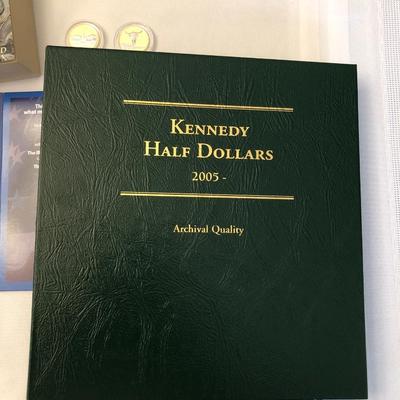 KENNEDY
HALF DOLLARS
2005 -
Archival Quality